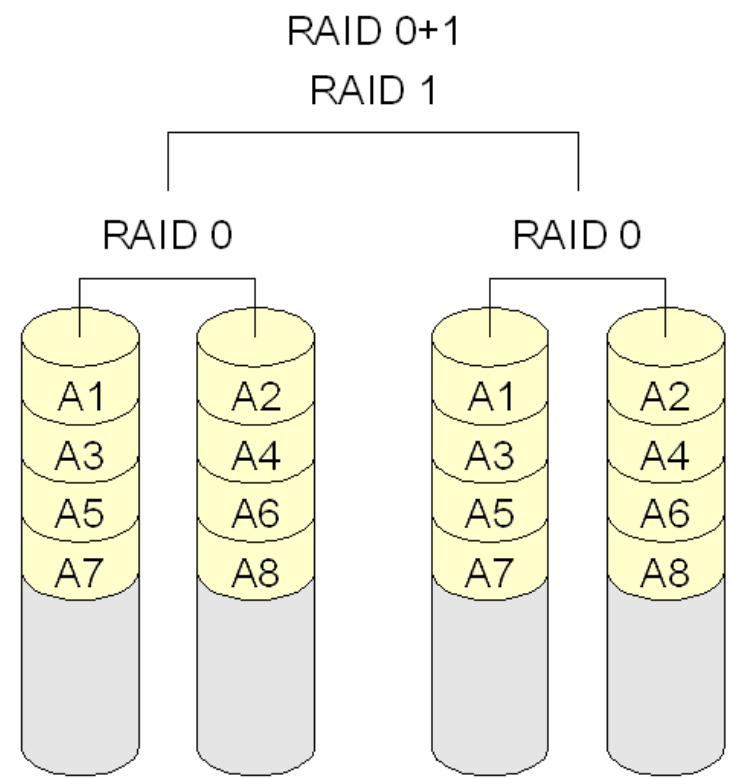 RAID 0+1
RAID 1
RAID 0 RAID 0
A1 A2 A1 A2
A3 A4 A3 A4
A5 A6 A5 A6
A7 A8 A7 A8